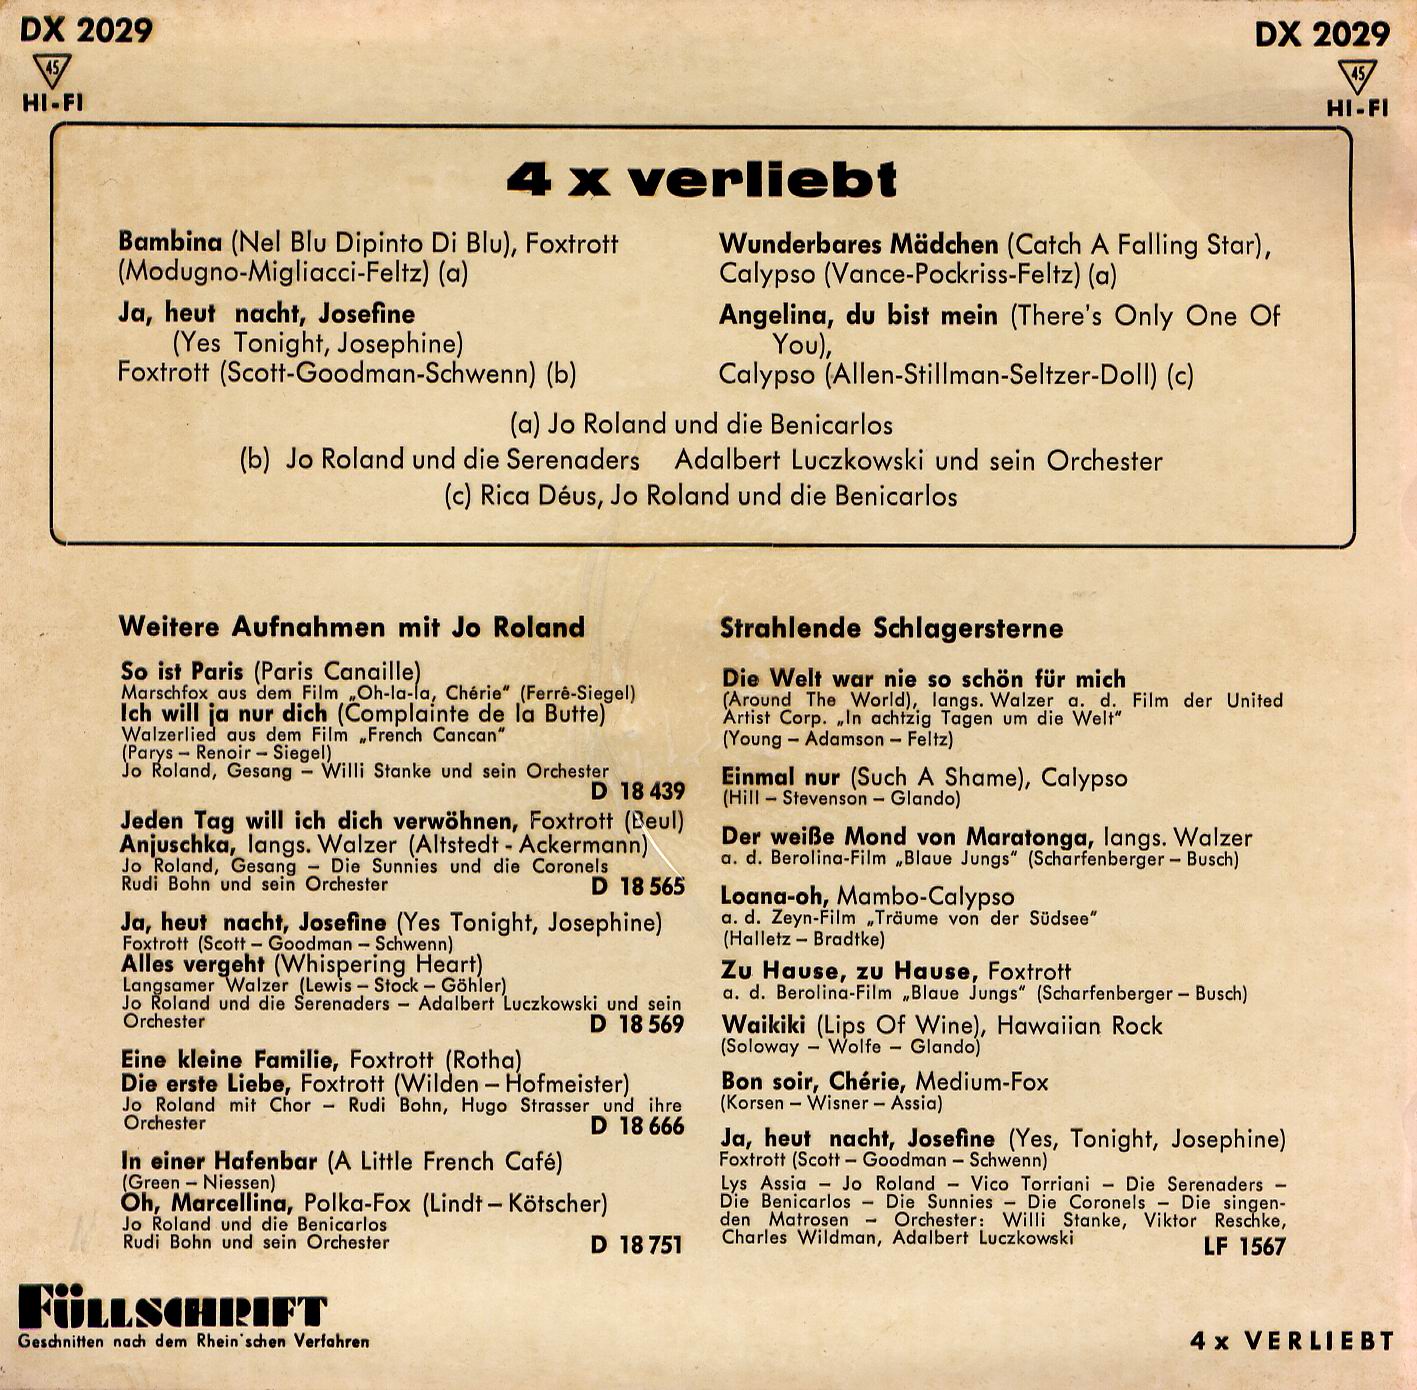 DX 2029
45
HI-FI
DX 2029
45
HI-FI
4 x verliebt
Bambina (Nel Blu Dipinto Di Blu), Foxtrott
(Modugno-Migliacci-Feltz) (a)
Ja, heut nacht, Josefine
(Yes Tonight, Josephine)
Foxtrott (Scott-Goodman-Schwenn) (b)
Wunderbares Mädchen (Catch A Falling Star),
Calypso (Vance-Pockriss-Feltz) (a)
Angelina, du bist mein (There's Only One Of
You),
Calypso (Allen-Stillman-Seltzer-Doll) (c)
(a) Jo Roland und die Benicarlos
(b) Jo Roland und die Serenaders Adalbert Luczkowski und sein Orchester
(c) Rica Déus, Jo Roland und die Benicarlos
Weitere Aufnahmen mit Jo Roland
So ist Paris (Paris Canaille)
Marschfox aus dem Film „Oh-la-la, Chérie“ (Ferré-Siegel)
Ich will ja nur dich (Complainte de la Butte)
Walzerlied aus dem Film „French Cancan“
(Parys – Renoir – Siegel)
Jo Roland, Gesang – Willi Stanke und sein Orchester
D 18 439
Jeden Tag will ich dich verwöhnen, Foxtrott (Beul)
Anjuschka, langs. Walzer (Altstedt - Ackermann)
Jo Roland, Gesang – Die Sunnies und die Coronels
Rudi Bohn und sein Orchester D 18 565
Ja, heut nacht, Josefine (Yes Tonight, Josephine)
Foxtrott (Scott – Goodman – Schwenn)
Alles vergeht (Whispering Heart)
Langsamer Walzer (Lewis – Stock – Göhler)
Jo Roland und die Serenaders – Adalbert Luczkowski und sein
Orchester D 18 569
Eine kleine Familie, Foxtrott (Rotha)
Die erste Liebe, Foxtrott (Wilden – Hofmeister)
Jo Roland mit Chor – Rudi Bohn, Hugo Strasser und ihre
Orchester D 18 666
In einer Hafenbar (A Little French Café)
(Green – Niessen)
Oh, Marcellina, Polka-Fox (Lindt – Kötscher)
Jo Roland und die Benicarlos
Rudi Bohn und sein Orchester D 18 751
Strahlende Schlagersterne
Die Welt war nie so schön für mich
(Around The World), langs. Walzer a. d. Film der United
Artist Corp. „In achtzig Tagen um die Welt“
(Young – Adamson – Feltz)
Einmal nur (Such A Shame), Calypso
(Hill – Stevenson – Glando)
Der weiße Mond von Maratonga, langs. Walzer
a. d. Berolina-Film „Blaue Jungs“ (Scharfenberger – Busch)
Loana-oh, Mambo-Calypso
a. d. Zeyn-Film „Träume von der Südsee“
(Halletz – Bradtke)
Zu Hause, zu Hause, Foxtrott
a. d. Berolina-Film „Blaue Jungs“ (Scharfenberger – Busch)
Waikiki (Lips Of Wine), Hawaiian Rock
(Soloway – Wolfe – Glando)
Bon soir, Chérie, Medium-Fox
(Korsen – Wisner – Assia)
Ja, heut nacht, Josefine (Yes, Tonight, Josephine)
Foxtrott (Scott – Goodman – Schwenn)
Lys Assia – Jo Roland – Vico Torriani – Die Serenaders –
Die Benicarlos – Die Sunnies – Die Coronels – Die singen-
den Matrosen – Orchester: Willi Stanke, Viktor Reschke,
Charles Wildman, Adalbert Luczkowski LF 1567
FÜLLSCHRIFT
Geschnitten nach dem Rhein'schen Verfahren
4 x VERLIEBT